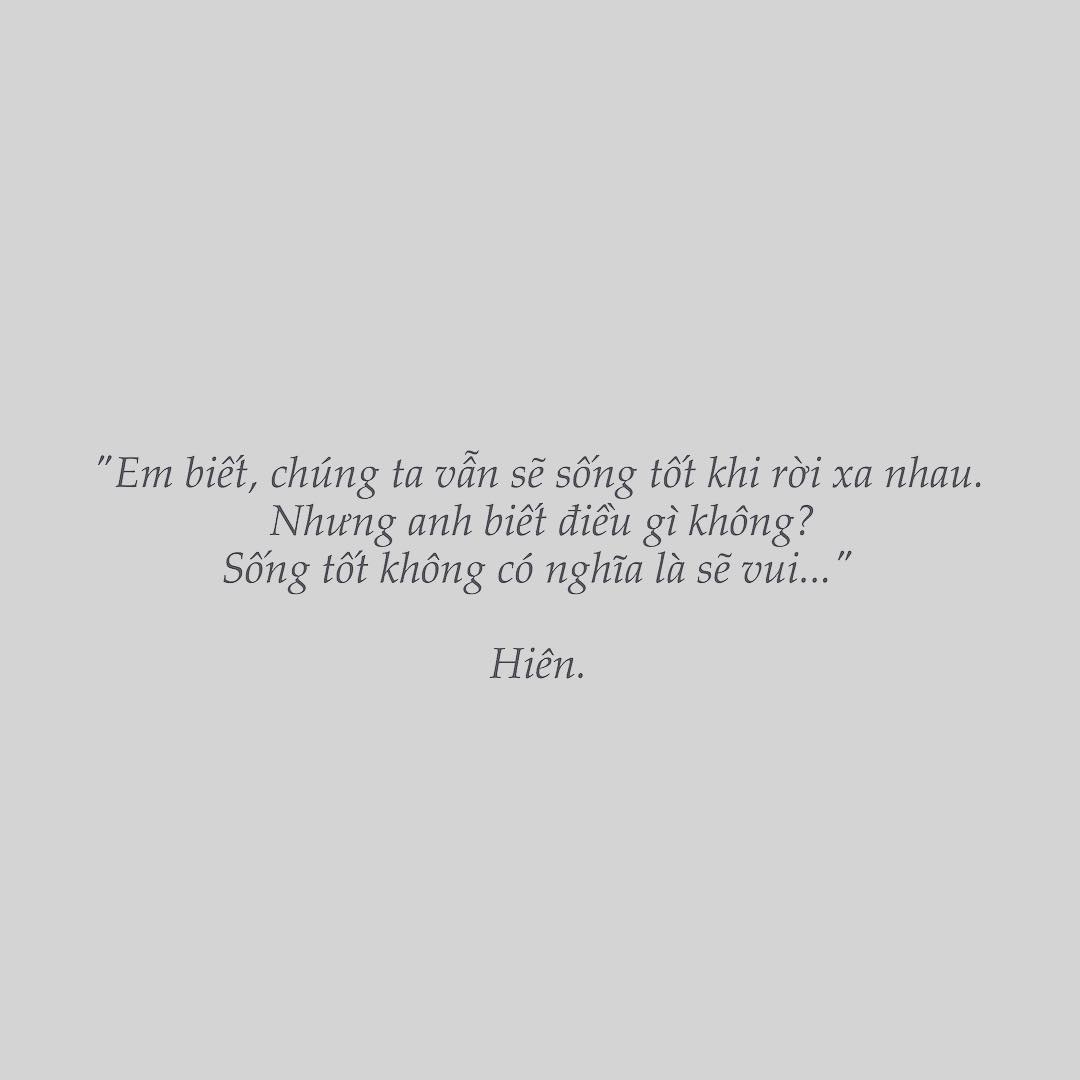 "Em biết, chúng ta vẫn sẽ sống tốt khi rời xa nhau.
Nhưng anh biết điều gì không?
Sống tốt không có nghĩa là sẽ vui..."
Hiên.